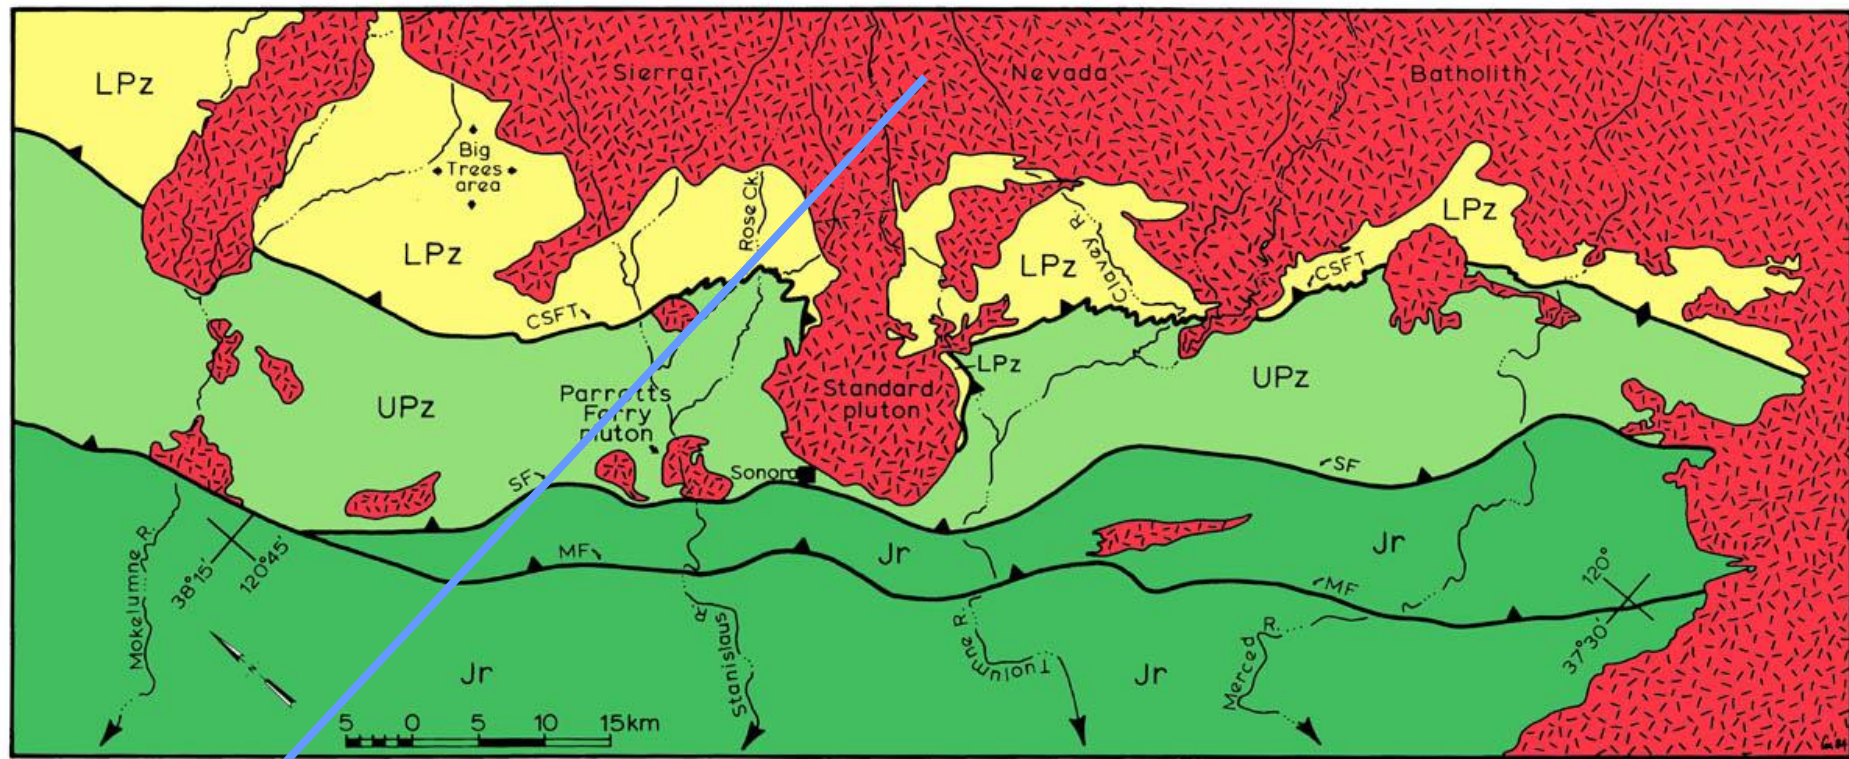 LPz
Sierra
Nevada
Batholith
Big
Trees
area
Rose Ck.
LPz
Clavey R.
LPz
LPz
CSFT
CSFT
LPz
UPz
UPz
Parrotts
Ferry
pluton
Standard
pluton
Sonora
SF
SF
Mokelumne R.
38°15'
120°45'
MF
Jr
Jr
MF
120°
37°30'
Jr
Stanislaus R.
Tuolumne R.
Merced R.
Jr
5 0 5 10 15km